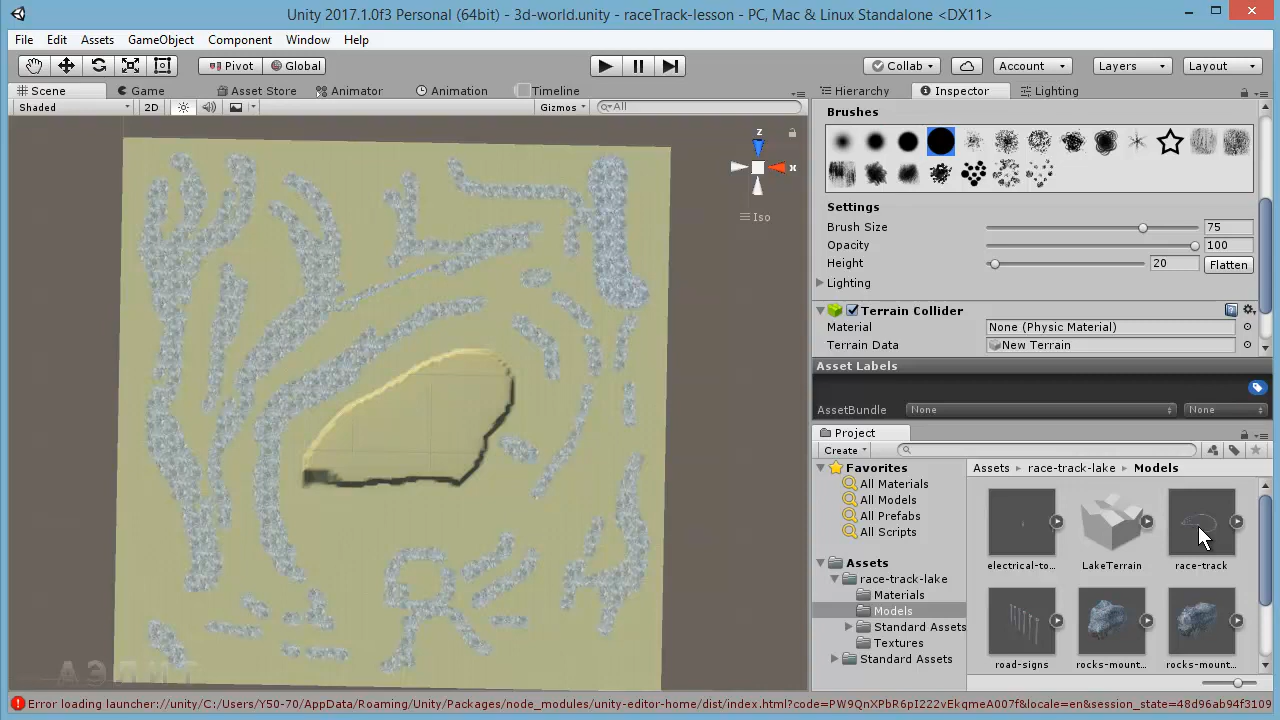 Unity 2017.1.0f3 Personal (64bit) - 3d-world.unity - raceTrack-lesson - PC, Mac & Linux Standalone <DX11>
File Edit Assets GameObject Component Window Help
Pivot Global Collab Account Layers Layout
Scene Game Asset Store Animator Animation Timeline Hierarchy Inspector Lighting
Shaded 2D Gizmos All
Brushes
z
x
Iso
Settings
Brush Size 75
Opacity 100
Height 20 Flatten
Lighting
Terrain Collider
Material None (Physic Material)
Terrain Data New Terrain
Asset Labels
AssetBundle None None
Project
Create
Favorites Assets race-track-lake Models
All Materials
All Models
All Prefabs
All Scripts
Assets electrical-to... LakeTerrain race-track
race-track-lake
Materials
Models
Standard Assets
Textures
Standard Assets road-signs rocks-mount... rocks-mount...
АЭЛИТ
Error loading launcher://unity/C:/Users/Y50-70/AppData/Roaming/Unity/Packages/node_modules/unity-editor-home/dist/index.html?code=PW9QnXPbR6pI222vEkqmeA007f&locale=en&session_state=48d96ab94f3109